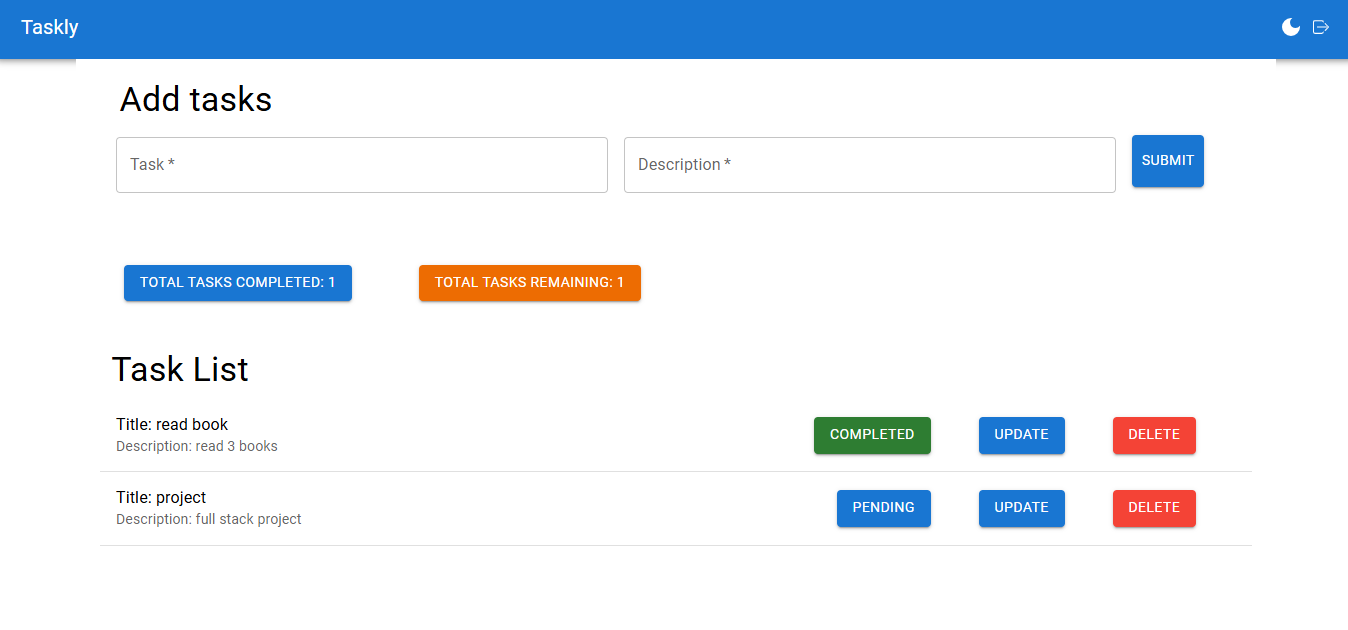 Taskly
Add tasks
Task *
Description *
SUBMIT
TOTAL TASKS COMPLETED: 1
TOTAL TASKS REMAINING: 1
Task List
Title: read book
Description: read 3 books
COMPLETED
UPDATE
DELETE
Title: project
Description: full stack project
PENDING
UPDATE
DELETE